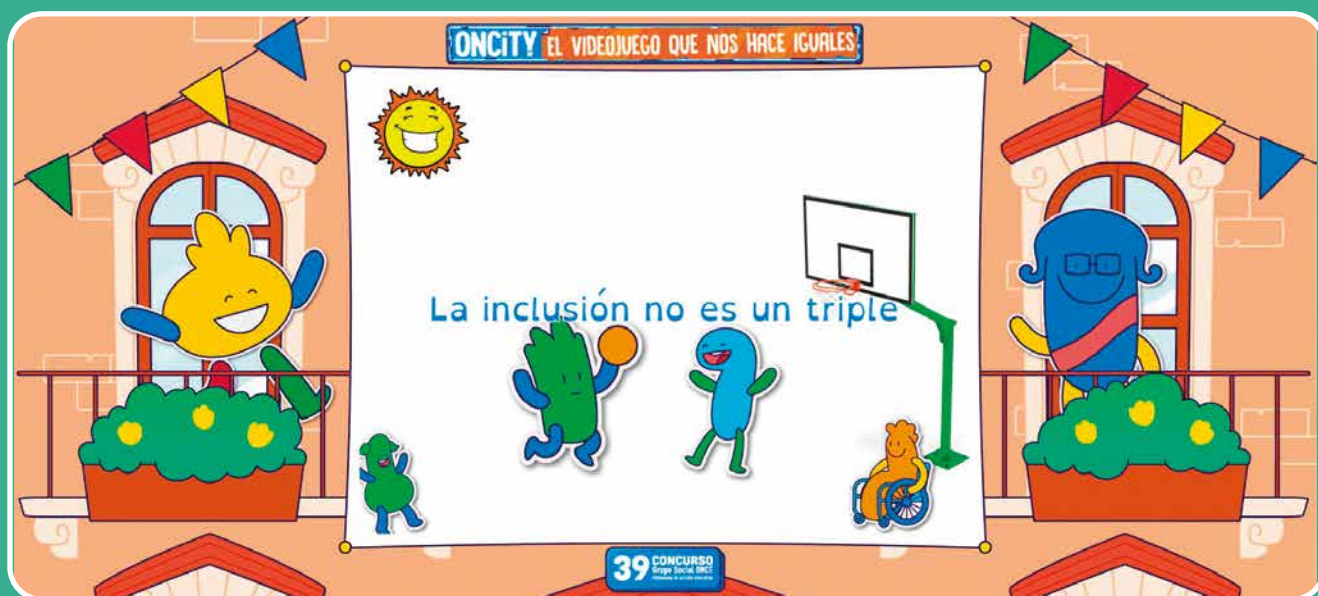 ONCiTY EL VIDEOJUEGO QUE NOS HACE IGUALES
La inclusión no es un triple
39 CONCURSO
Grupo Social ONCE